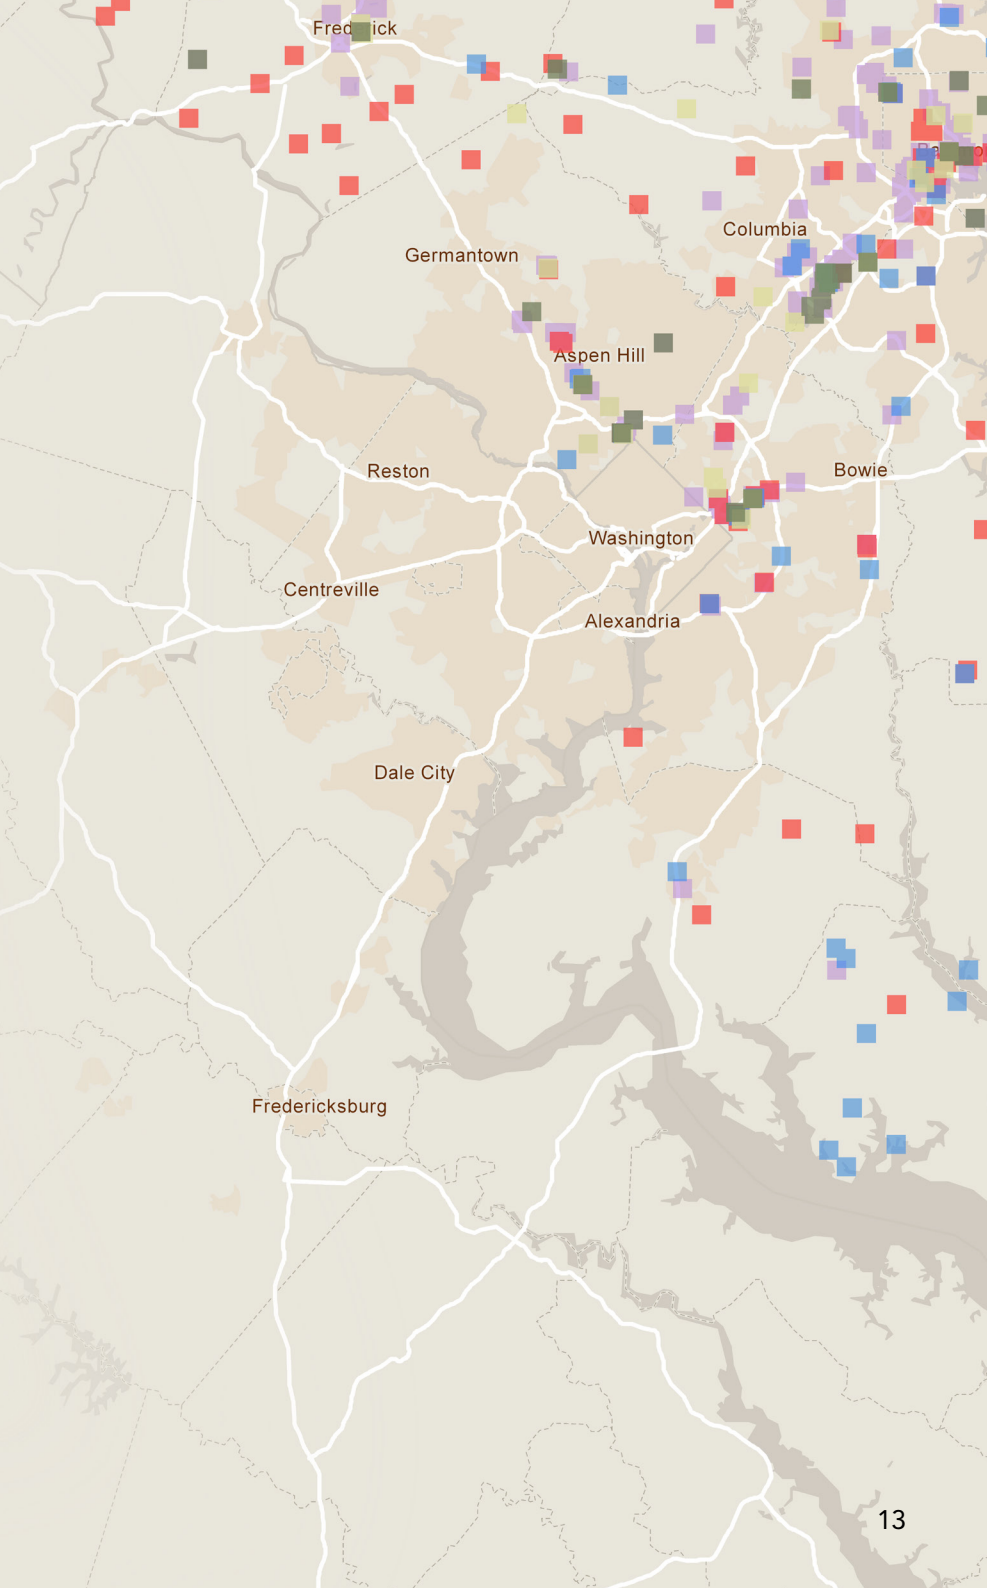 Frederick
Columbia
Germantown
Aspen Hill
Reston
Bowie
Washington
Centreville
Alexandria
Dale City
Fredericksburg
13